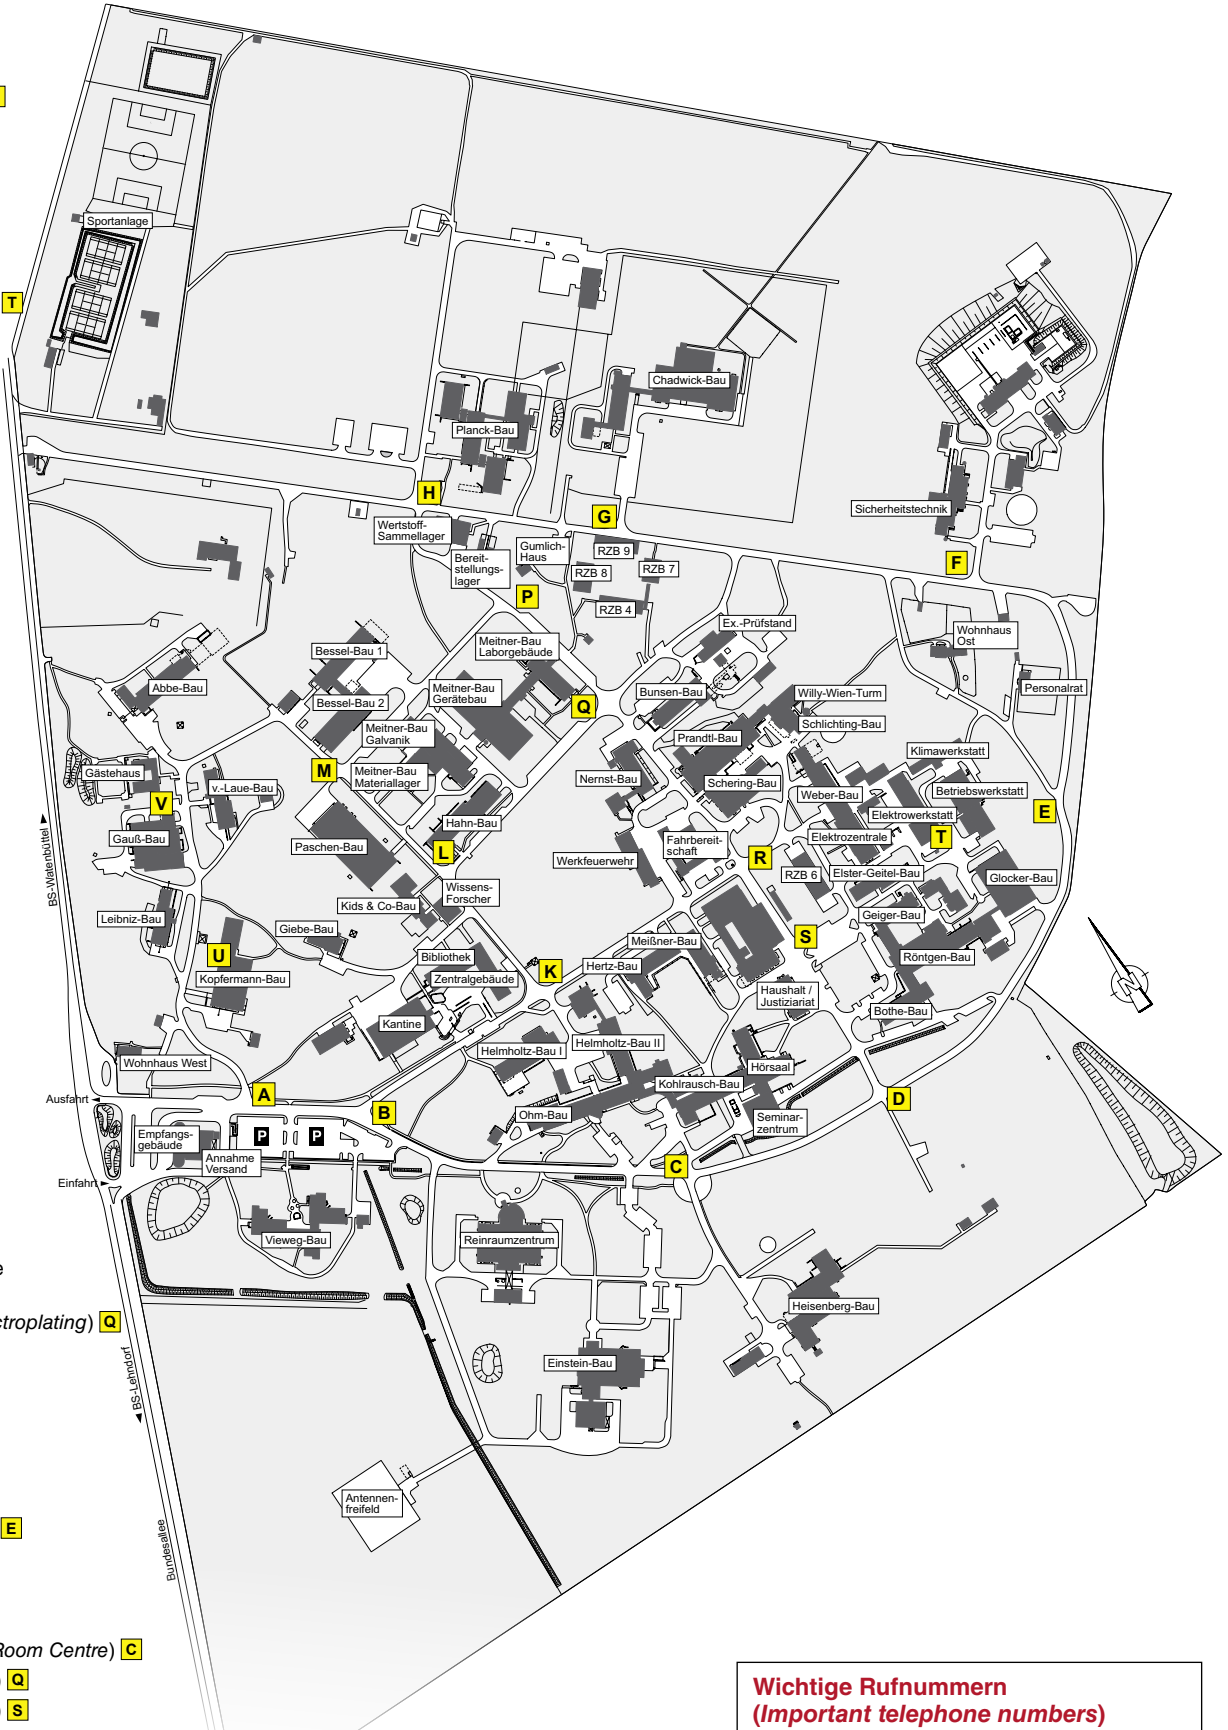 Sportanlage
T
Chadwick-Bau
Planck-Bau
H
G
Wertstoff-
Sammellager
Bereit-
stellungs-
lager
Gumlich-
Haus
RZB 9
RZB 8
RZB 7
RZB 4
P
Sicherheitstechnik
F
Ex.-Prüfstand
Wohnhaus
Ost
Personalrat
Bessel-Bau 1
Bessel-Bau 2
Meitner-Bau
Laborgebäude
Meitner-Bau
Gerätebau
Meitner-Bau
Galvanik
Meitner-Bau
Materiallager
Q
Abbe-Bau
Bunsen-Bau
Willy-Wien-Turm
Schlichting-Bau
Prandtl-Bau
Klimawerkstatt
Gästehaus
v.-Laue-Bau
M
Nernst-Bau
Schering-Bau
Weber-Bau
Betriebswerkstatt
V
Gauß-Bau
Hahn-Bau
Elektrowerkstatt
E
Paschen-Bau
L
Werkfeuerwehr
Fahrbereit-
schaft
R
Elektrozentrale
T
BS-Watenbüttel
Wissens-
Forscher
Kids & Co-Bau
RZB 6
Elster-Geitel-Bau
Glocker-Bau
Leibniz-Bau
Giebe-Bau
Geiger-Bau
U
Kopfermann-Bau
Bibliothek
Zentralgebäude
K
Meißner-Bau
Hertz-Bau
S
Röntgen-Bau
Kantine
Haushalt /
Justiziariat
Bothe-Bau
N
Wohnhaus West
Helmholtz-Bau I
Helmholtz-Bau II
Hörsaal
Kohlrausch-Bau
Ausfahrt
A
B
Ohm-Bau
Seminar-
zentrum
D
Empfangs-
gebäude
P
P
Annahme
Versand
C
Einfahrt
Vieweg-Bau
Reinraumzentrum
e
Heisenberg-Bau
ctroplating) Q
Einstein-Bau
BS-Lehndorf
Antennen-
freifeld
E
Bundesallee
Room Centre) C
Q
S
Wichtige Rufnummern
(Important telephone numbers)